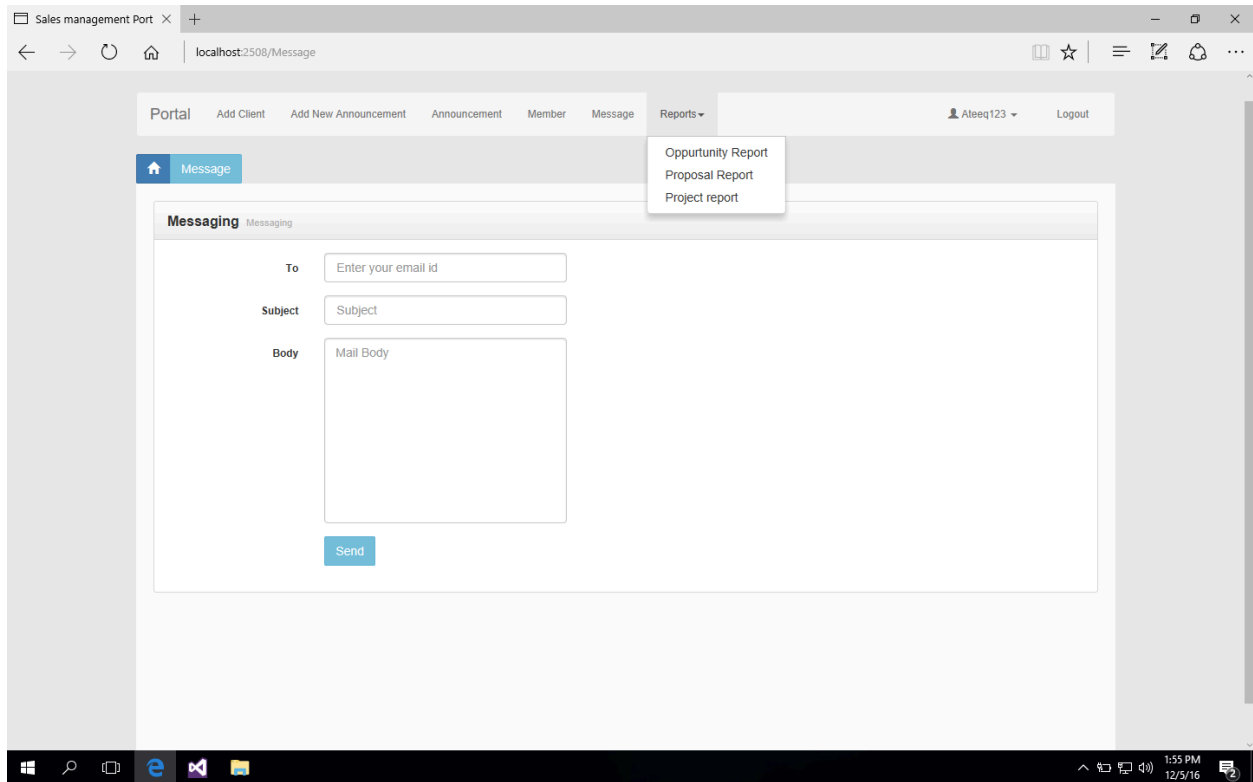 Sales management Port
localhost:2508/Message
Portal Add Client Add New Announcement Announcement Member Message Reports Ateeq123 Logout
Oppurtunity Report
Proposal Report
Project report
Message
Messaging Messaging
To Enter your email id
Subject Subject
Body Mail Body
Send
1:55 PM
12/5/16
2